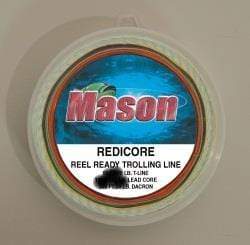 Mason
REDICORE
REEL READY TROLLING LINE
LB. T-LINE
LEAD CORE
LB. DACRON